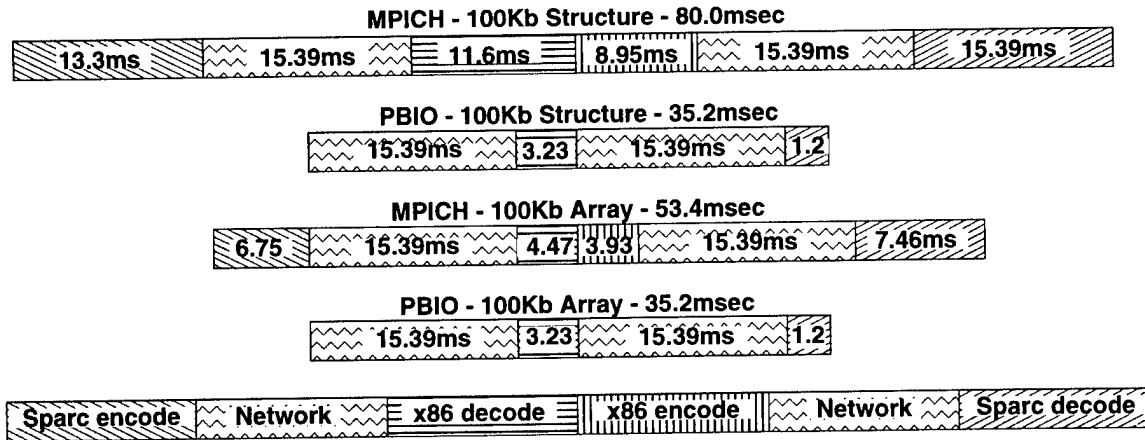 MPICH - 100Kb Structure - 80.0msec
13.3ms 15.39ms 11.6ms 8.95ms 15.39ms 15.39ms
PBIO - 100Kb Structure - 35.2msec
15.39ms 3.23 15.39ms 1.2
MPICH - 100Kb Array - 53.4msec
6.75 15.39ms 4.47 3.93 15.39ms 7.46ms
PBIO - 100Kb Array - 35.2msec
15.39ms 3.23 15.39ms 1.2
Sparc encode Network x86 decode x86 encode Network Sparc decode